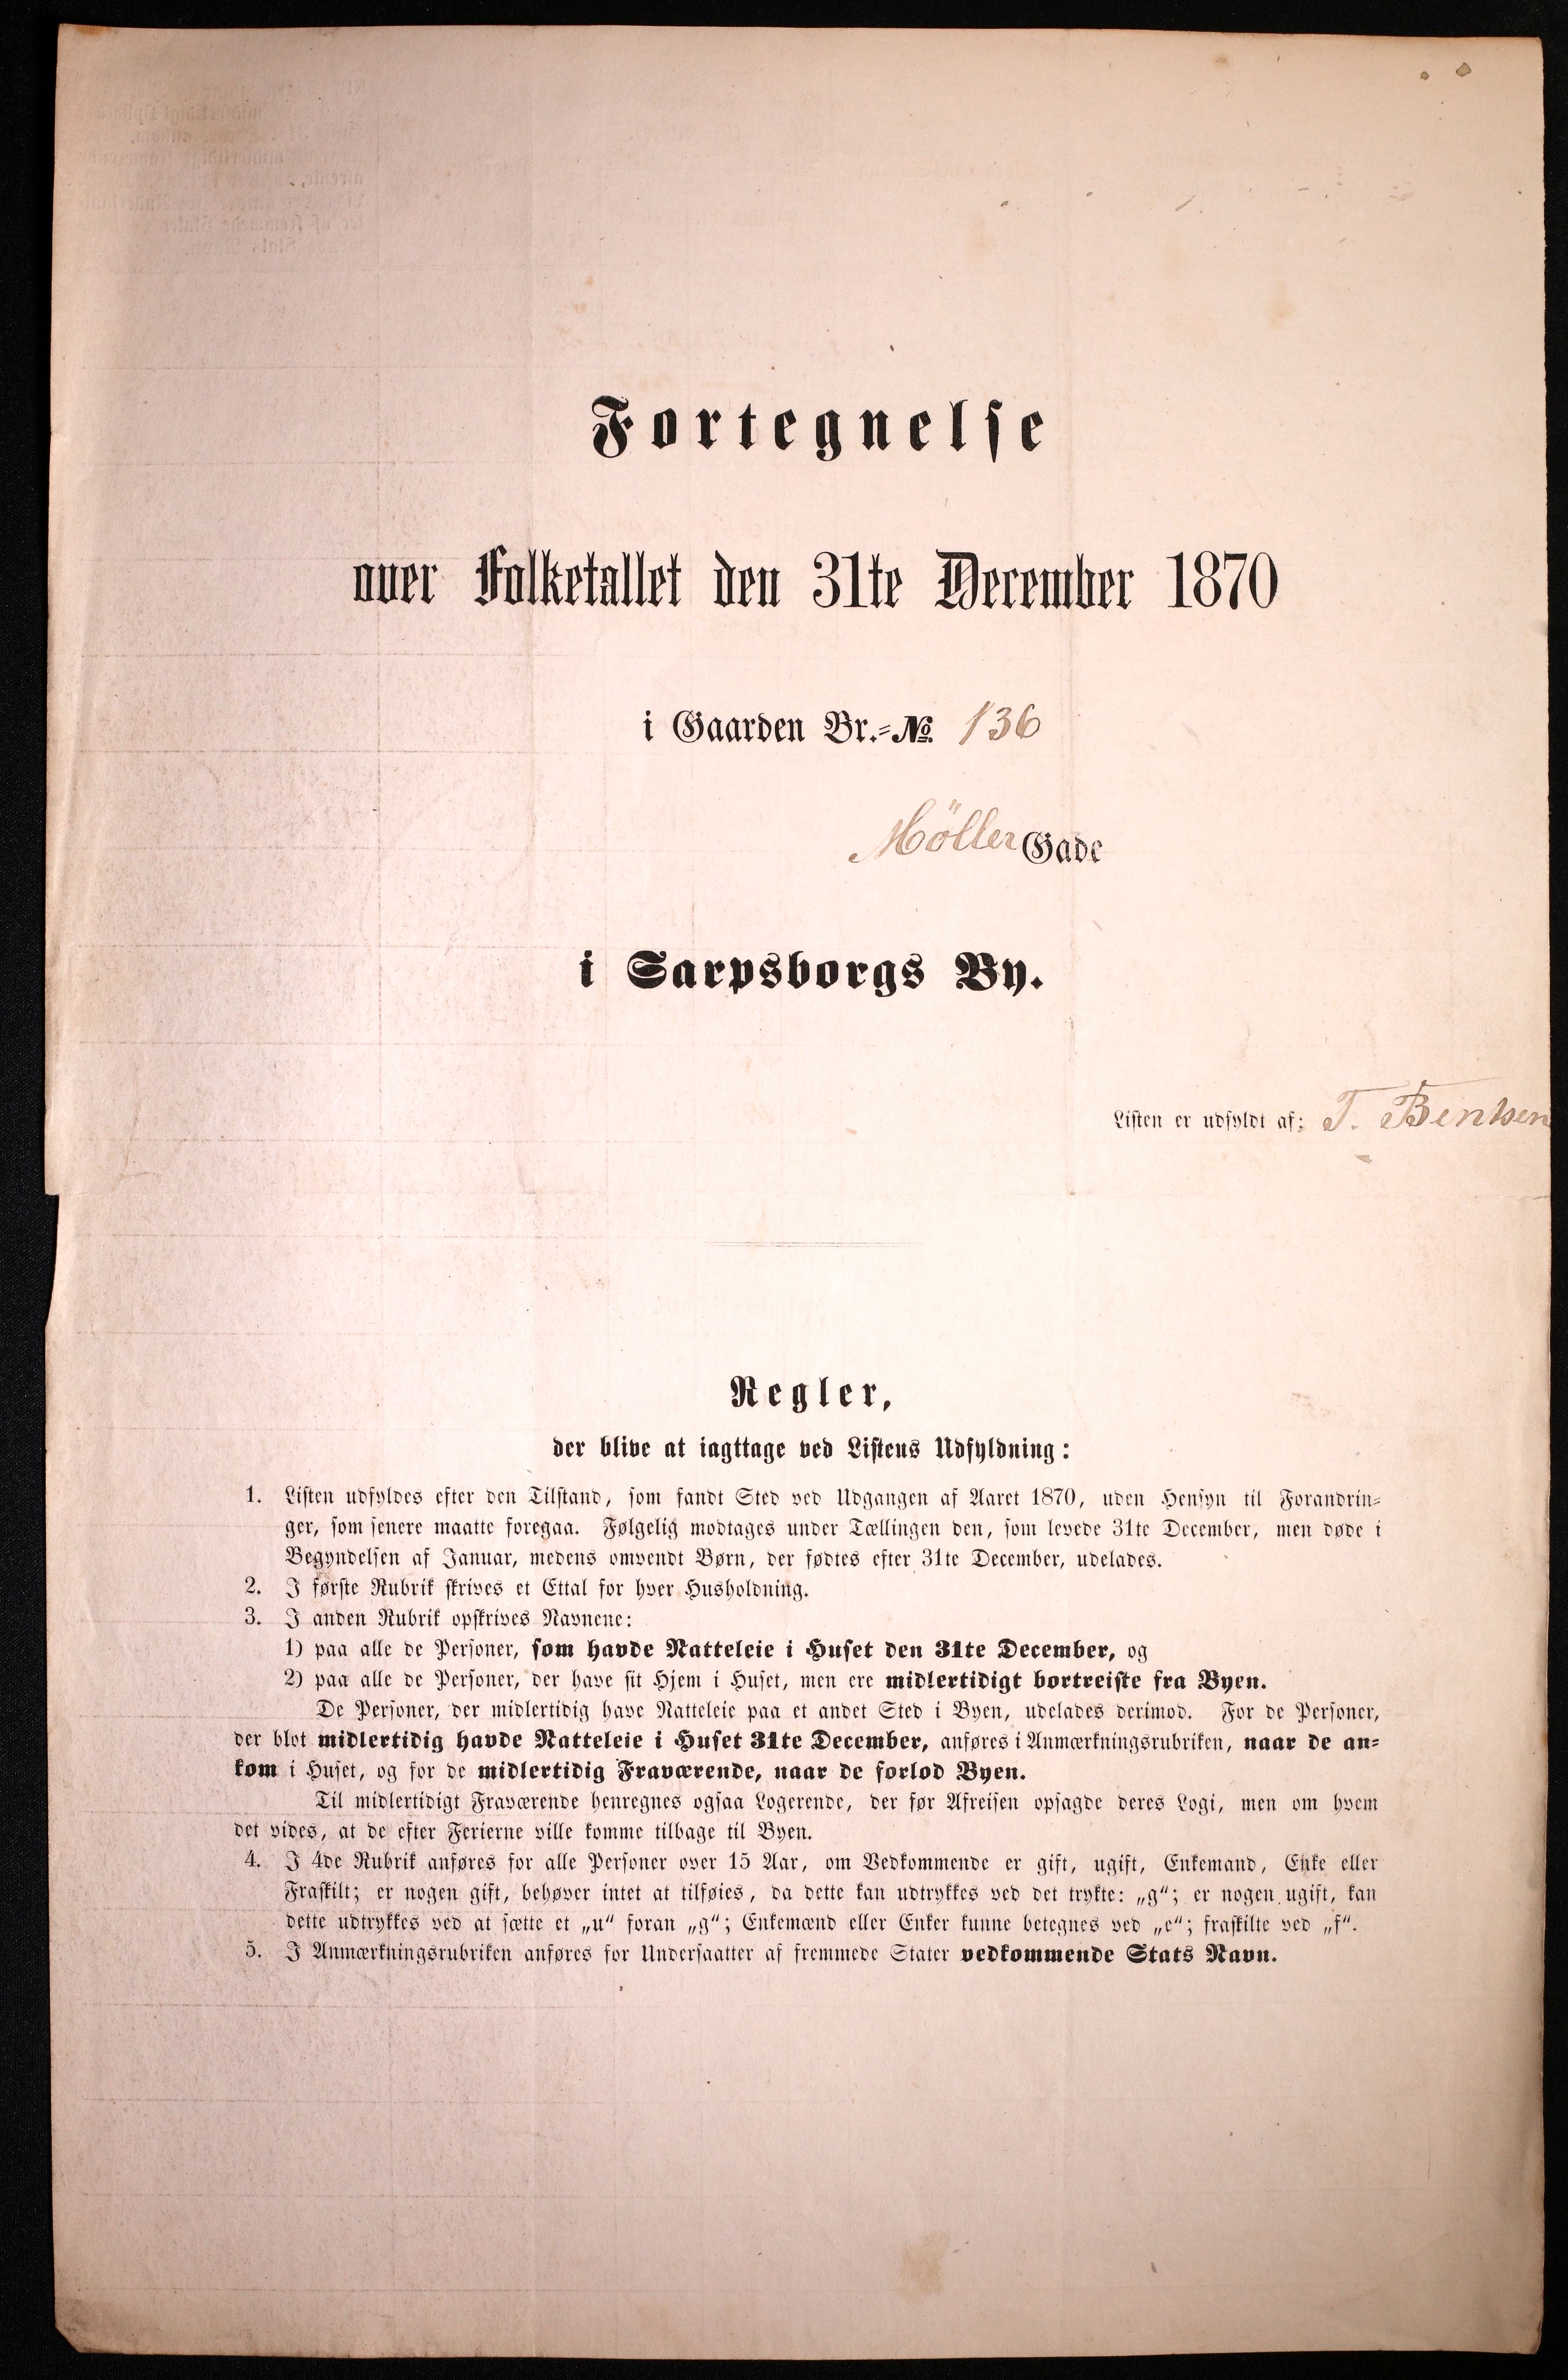 Fortegnelse
over Folketallet den 31te December 1870
i Gaarden Br.=№ 136
Möller Gade
i Sarpsborgs By.
Listen er udfyldt af: T. Bentsen
Regler,
der blive at iagttage ved Listens Udfyldning:
1. Listen udfyldes efter den Tilstand, som fandt Sted ved Udgangen af Aaret 1870, uden Hensyn til Forandrin=
ger, som senere maatte foregaa. Følgelig modtages under Tællingen den, som levede 31te December, men døde i
Begyndelsen af Januar, medens omvendt Børn, der fødtes efter 31te December, udelades.
2. I første Rubrik skrives et Ettal for hver Husholdning.
3. I anden Rubrik opskrives Navnene:
1) paa alle de Personer, som havde Natteleie i Huset den 31te December, og
2) paa alle de Personer, der have sit Hjem i Huset, men ere midlertidigt bortreiste fra Byen.
De Personer, der midlertidig have Natteleie paa et andet Sted i Byen, udelades derimod. For de Personer,
der blot midlertidig havde Natteleie i Huset 31te December, anføres i Anmærkningsrubriken, naar de an=
kom i Huset, og for de midlertidig Fraværende, naar de forlod Byen.
Til midlertidigt Fraværende henregnes ogsaa Logerende, der før Afreisen opsagde deres Logi, men om hvem
det vides, at de efter Ferierne ville komme tilbage til Byen.
4. I 4de Rubrik anføres for alle Personer over 15 Aar, om Vedkommende er gift, ugift, Enkemand, Enke eller
Fraskilt; er nogen gift, behøver intet at tilføies, da dette kan udtrykkes ved det trykte: „g“; er nogen ugift, kan
dette udtrykkes ved at sætte et „u“ foran „g“; Enkemænd eller Enker kunne betegnes ved „e“; fraskilte ved „f“.
5. I Anmærkningsrubriken anføres for Undersaatter af fremmede Stater vedkommende Stats Navn.